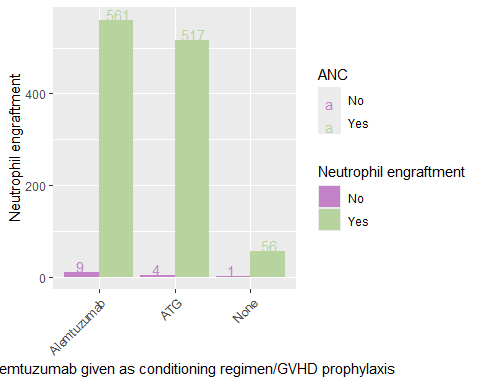 Neutrophil engraftment
400
200
0
561
517
56
9
4
1
Alemtuzumab
ATG
None
emtuzumab given as conditioning regimen/GVHD prophylaxis
ANC
a No
a Yes
Neutrophil engraftment
No
Yes